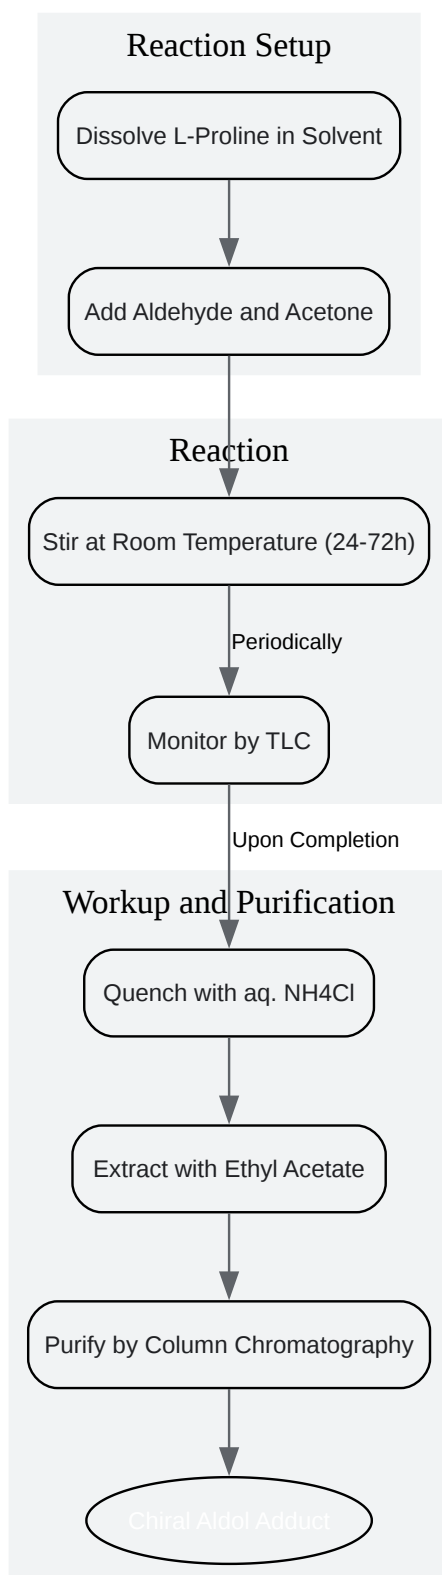 Reaction Setup
Dissolve L-Proline in Solvent
Add Aldehyde and Acetone
Reaction
Stir at Room Temperature (24-72h)
Periodically
Monitor by TLC
Upon Completion
Workup and Purification
Quench with aq. NH4Cl
Extract with Ethyl Acetate
Purify by Column Chromatography
Chiral Aldol Adduct